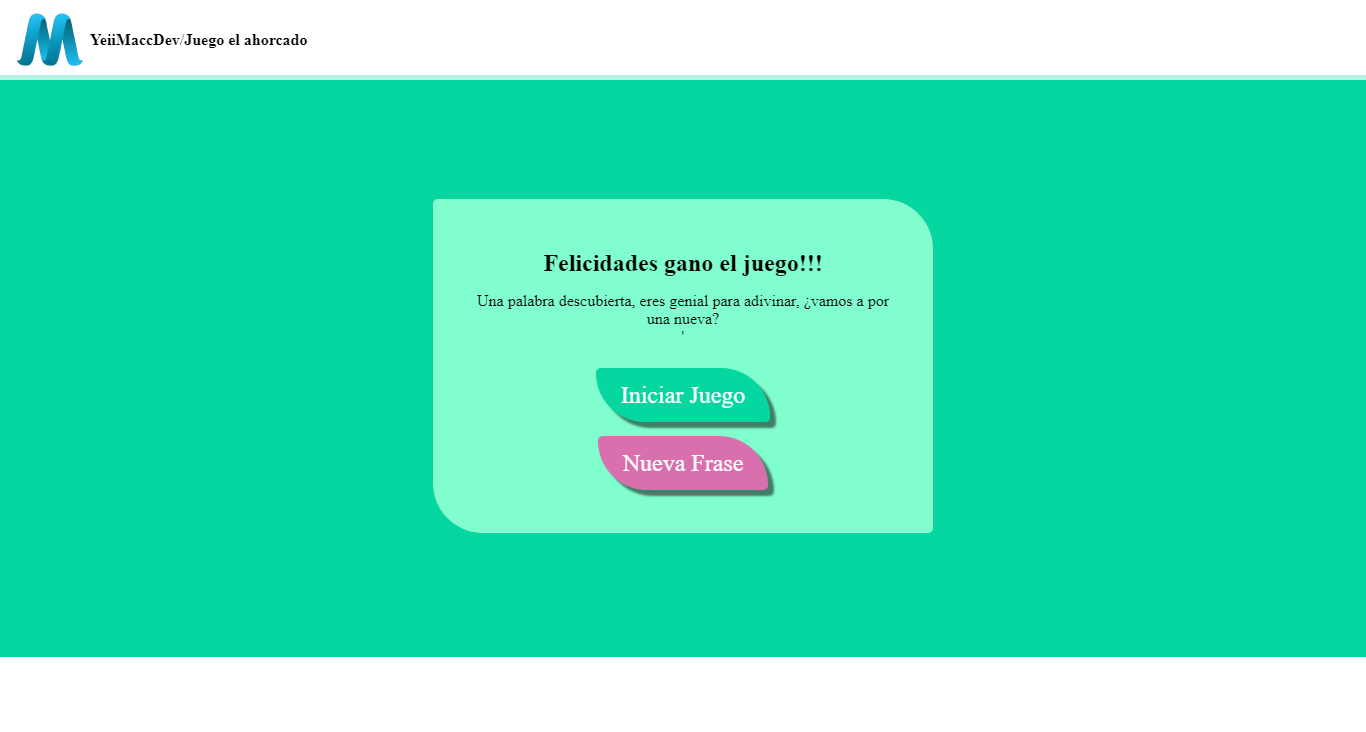 YeiiMaccDev/Juego el ahorcado
Felicidades gano el juego!!!
Una palabra descubierta, eres genial para adivinar, ¿vamos a por
una nueva?
'
Iniciar Juego
Nueva Frase